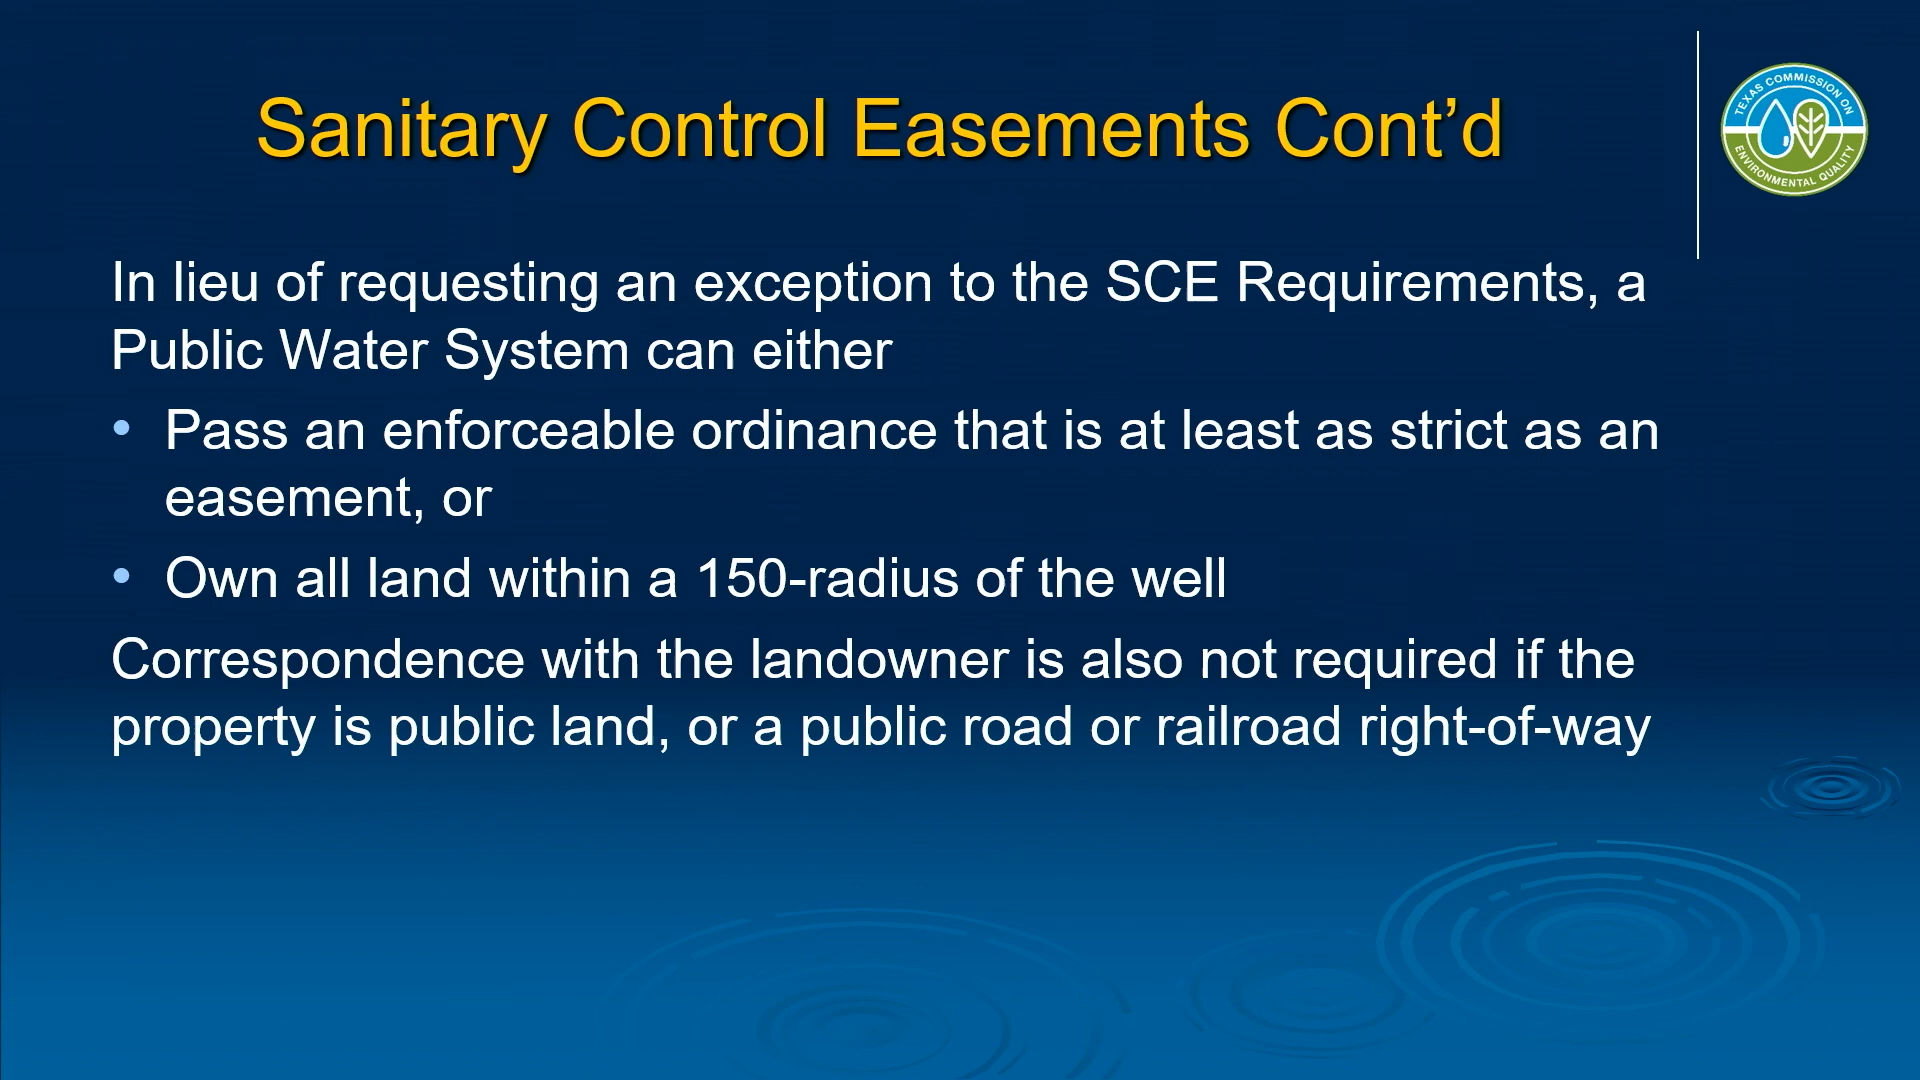 Sanitary Control Easements Cont’d
TEXAS COMMISSION ON
ENVIRONMENTAL QUALITY
In lieu of requesting an exception to the SCE Requirements, a
Public Water System can either
• Pass an enforceable ordinance that is at least as strict as an
easement, or
• Own all land within a 150-radius of the well
Correspondence with the landowner is also not required if the
property is public land, or a public road or railroad right-of-way